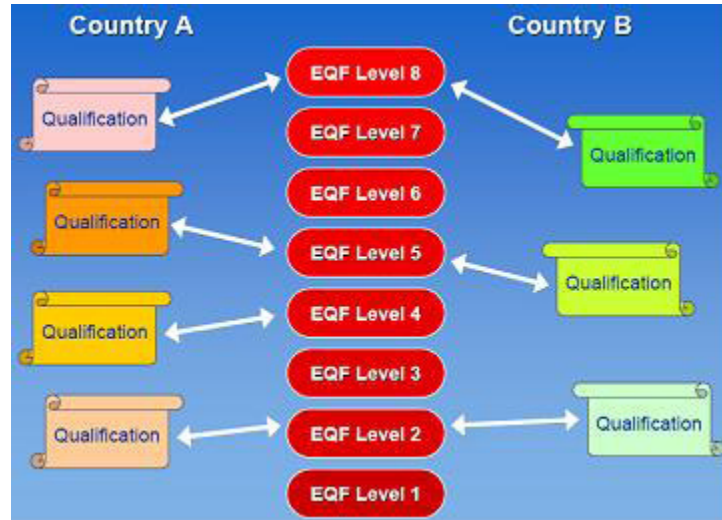 Country A
Country B
EQF Level 8
Qualification
EQF Level 7
Qualification
EQF Level 6
Qualification
EQF Level 5
Qualification
EQF Level 4
Qualification
EQF Level 3
Qualification
EQF Level 2
Qualification
EQF Level 1